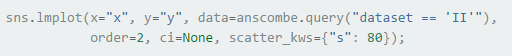 sns.lmplot(x="x", y="y", data=anscombe.query("dataset == 'II'"),
           order=2, ci=None, scatter_kws={"s": 80});